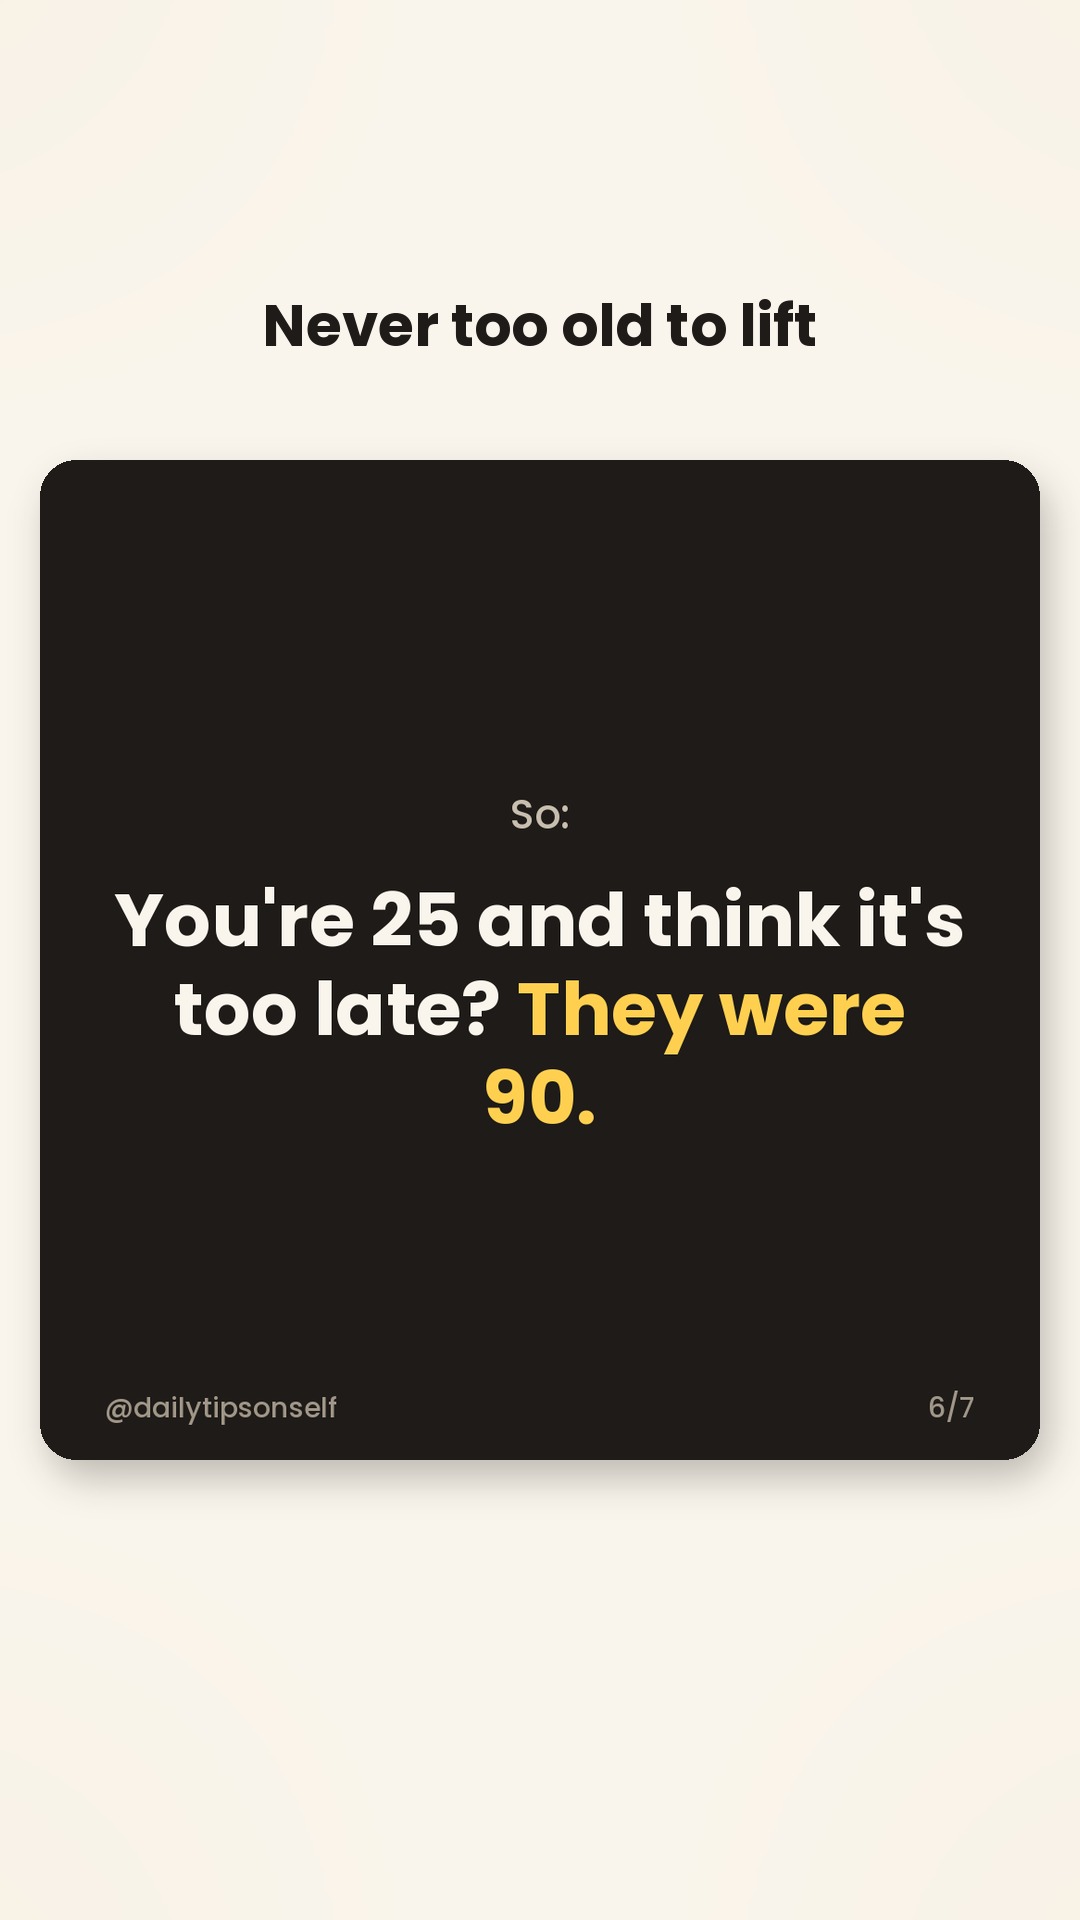 Never too old to lift
So:
You're 25 and think it's
too late? They were
90.
@dailytipsonself
6/7